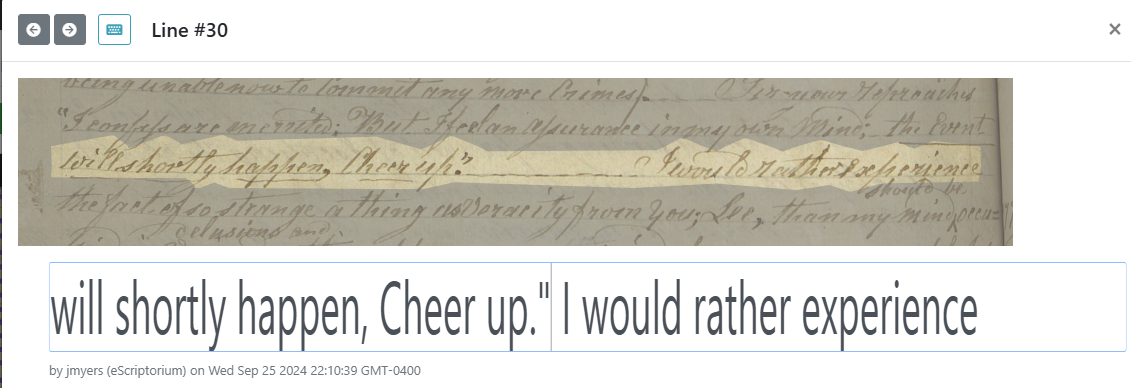 Line #30
×
being unable now to Commit any more Crimes). Sir your reproaches
"I confess are unerrited; But I feel an assurance in my own Mind; the Event
will shortly happen, Cheer up." I would rather experience
should be
the fact of so strange a thing as Veracity from You; Lee, than my mind occu=
delusions and
will shortly happen, Cheer up." I would rather experience
by jmyers (eScriptorium) on Wed Sep 25 2024 22:10:39 GMT-0400